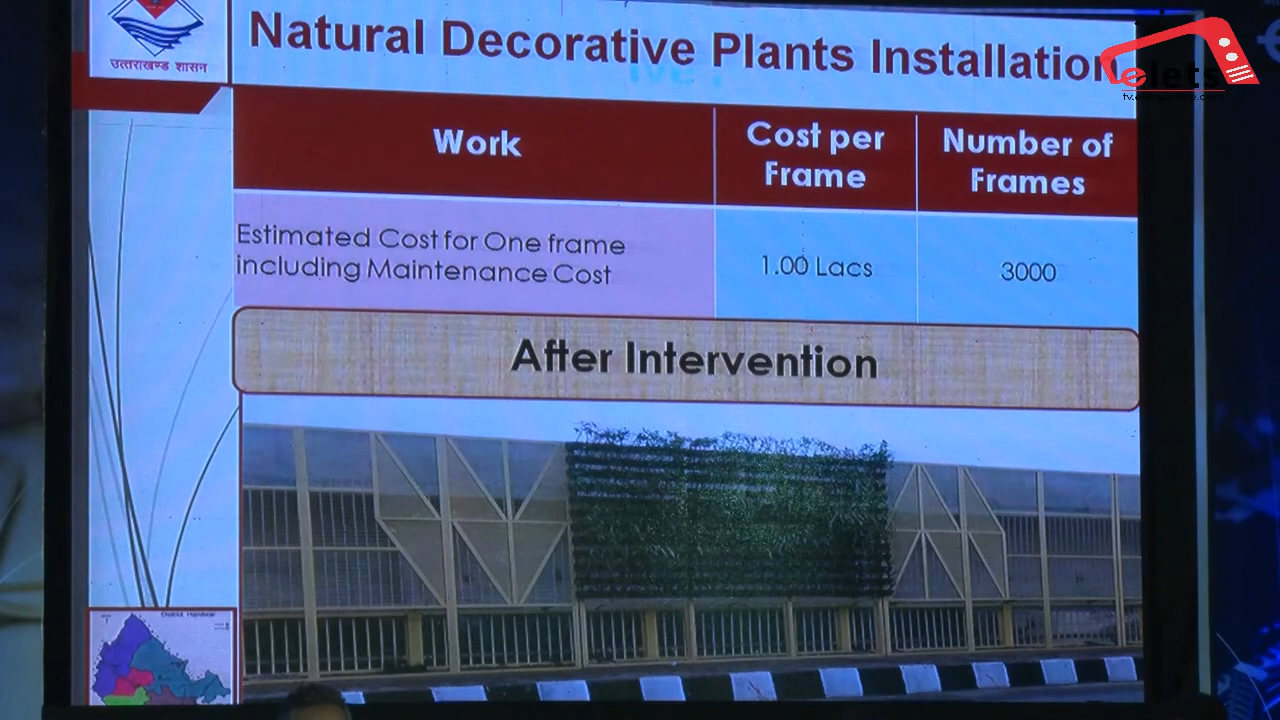 उत्तराखण्ड शासन
Natural Decorative Plants Installation
elets
Work
Cost per
Frame
Number of
Frames
Estimated Cost for One frame
including Maintenance Cost
1.00 Lacs
3000
After Intervention
District Haridwar